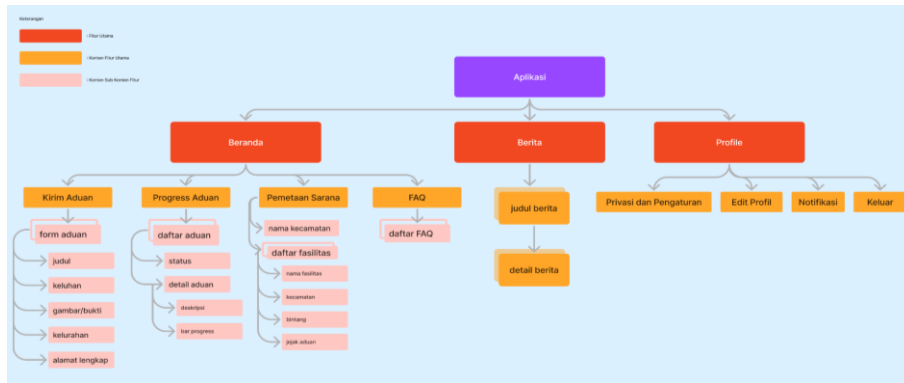 Keterangan:
: Fitur Utama
: Konten Fitur Utama
: Konten Sub Konten Fitur
Aplikasi
Beranda
Berita
Profile
Kirim Aduan
Progress Aduan
Pemetaan Sarana
FAQ
judul berita
Privasi dan Pengaturan
Edit Profil
Notifikasi
Keluar
form aduan
daftar aduan
nama kecamatan
daftar FAQ
daftar fasilitas
judul
status
detail berita
keluhan
detail aduan
nama fasilitas
gambar/bukti
deskripsi
kecamatan
kelurahan
bar progress
bintang
alamat lengkap
jejak aduan